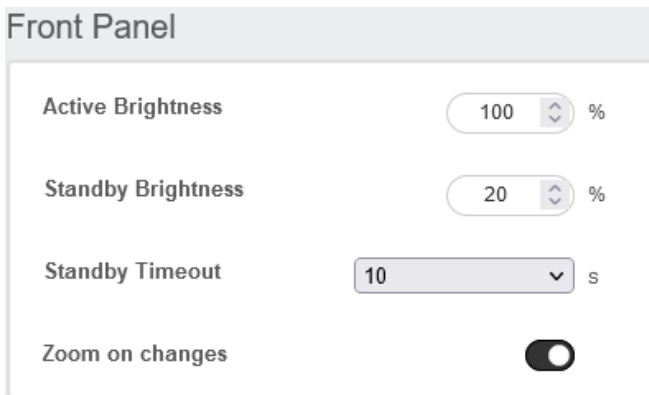 Front Panel
Active Brightness 100 %
Standby Brightness 20 %
Standby Timeout 10 s
Zoom on changes